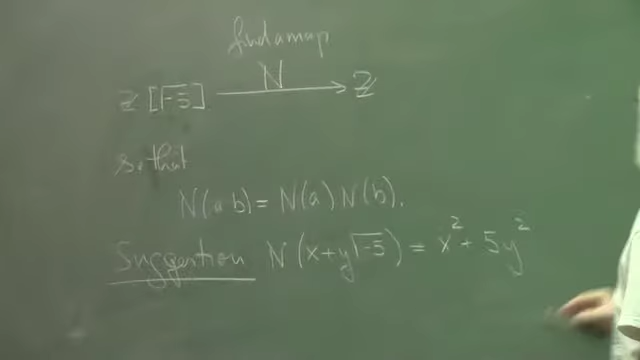 find a map
N
Z[√-5] → Z
so that
N(ab) = N(a) N(b).
Suggestion N(x+y√-5) = x² + 5y²